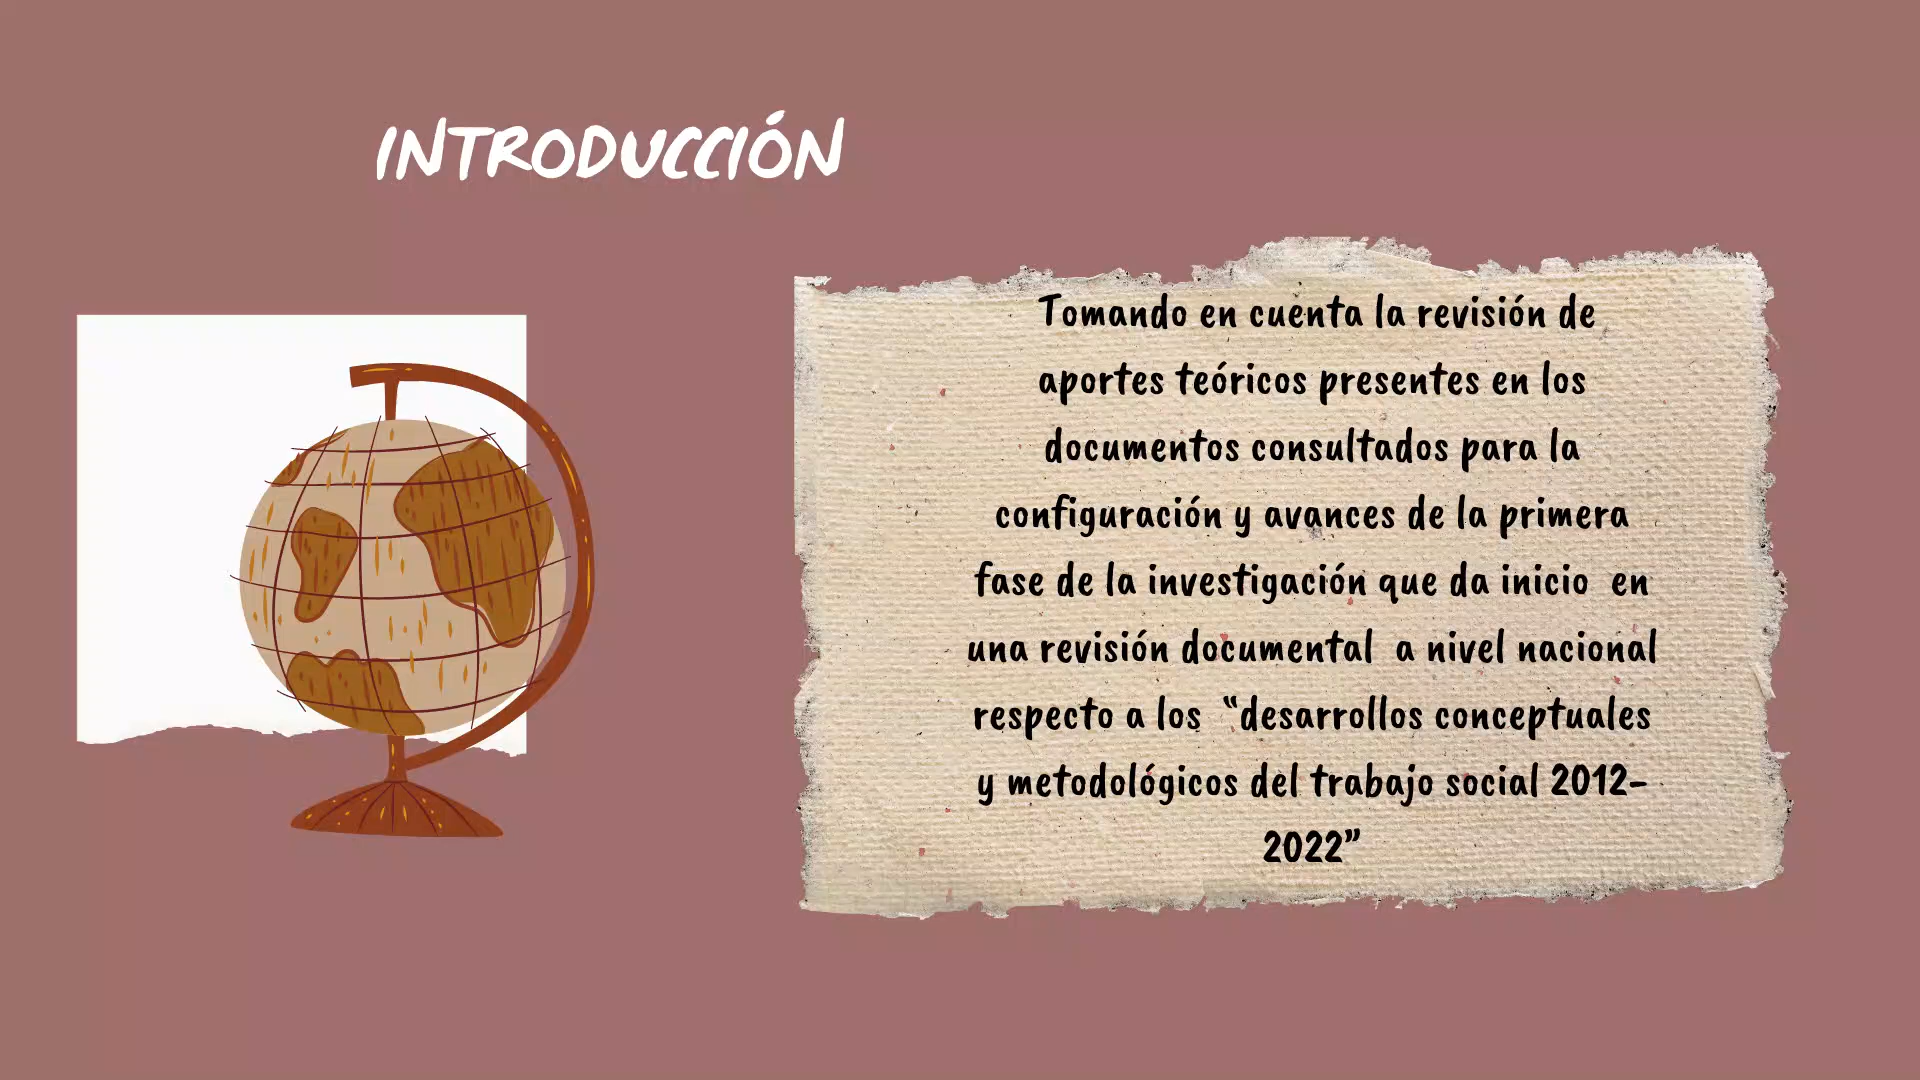 INTRODUCCIÓN
Tomando en cuenta la revisión de
aportes teóricos presentes en los
documentos consultados para la
configuración y avances de la primera
fase de la investigación que da inicio en
una revisión documental a nivel nacional
respecto a los “desarrollos conceptuales
y metodológicos del trabajo social 2012-
2022”